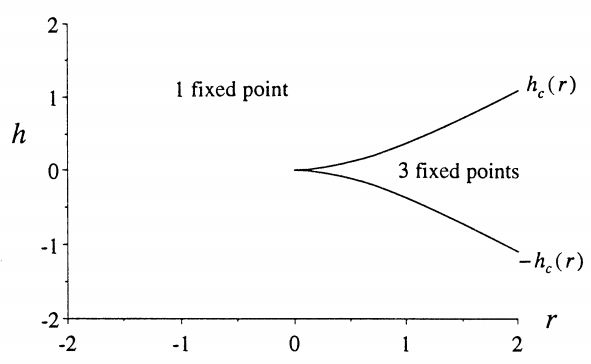 2
1 fixed point
h_c(r)
1
h
0
3 fixed points
-1
-h_c(r)
-2
r
-2 -1 0 1 2